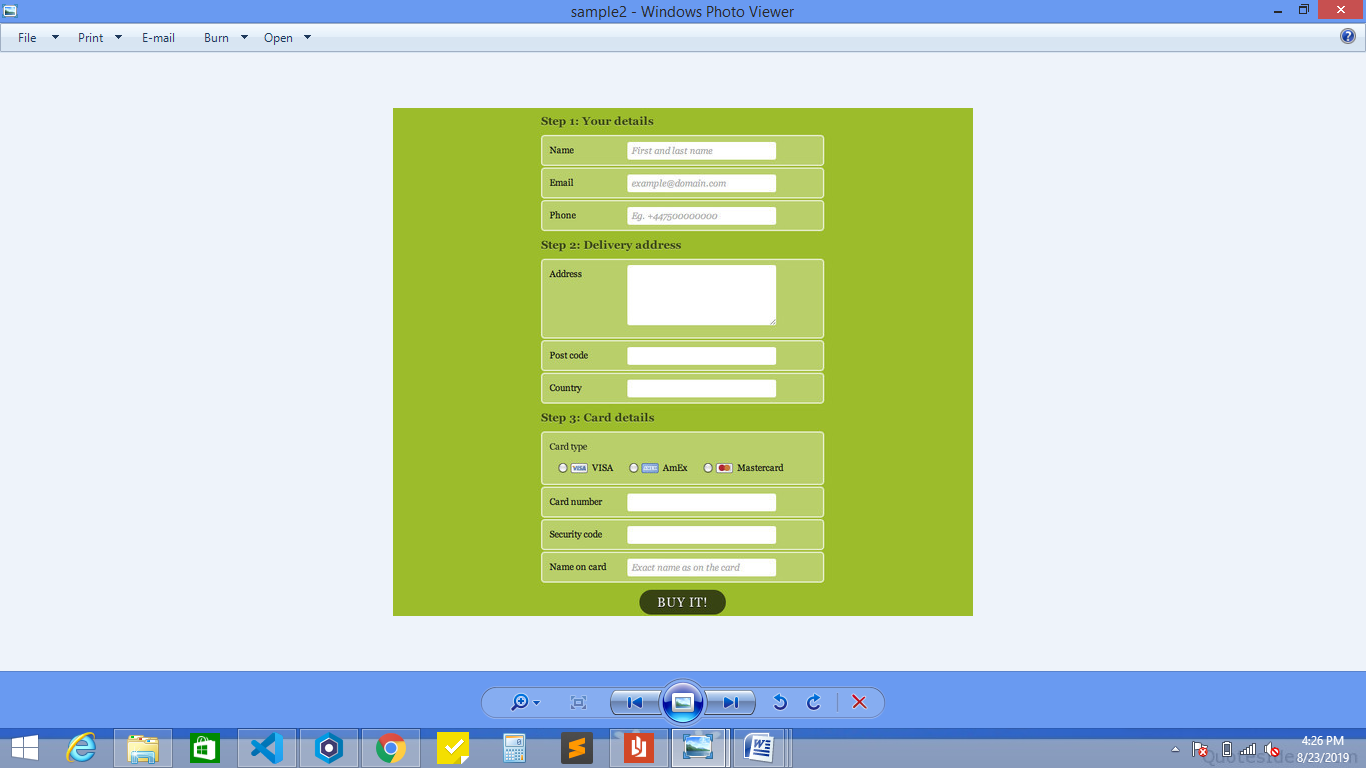 sample2 - Windows Photo Viewer
File Print E-mail Burn Open
Step 1: Your details
Name First and last name
Email example@domain.com
Phone Eg. +447500000000
Step 2: Delivery address
Address
Post code
Country
Step 3: Card details
Card type
VISA VISA AmEx Mastercard
Card number
Security code
Name on card Exact name as on the card
BUY IT!
4:26 PM
8/23/2019